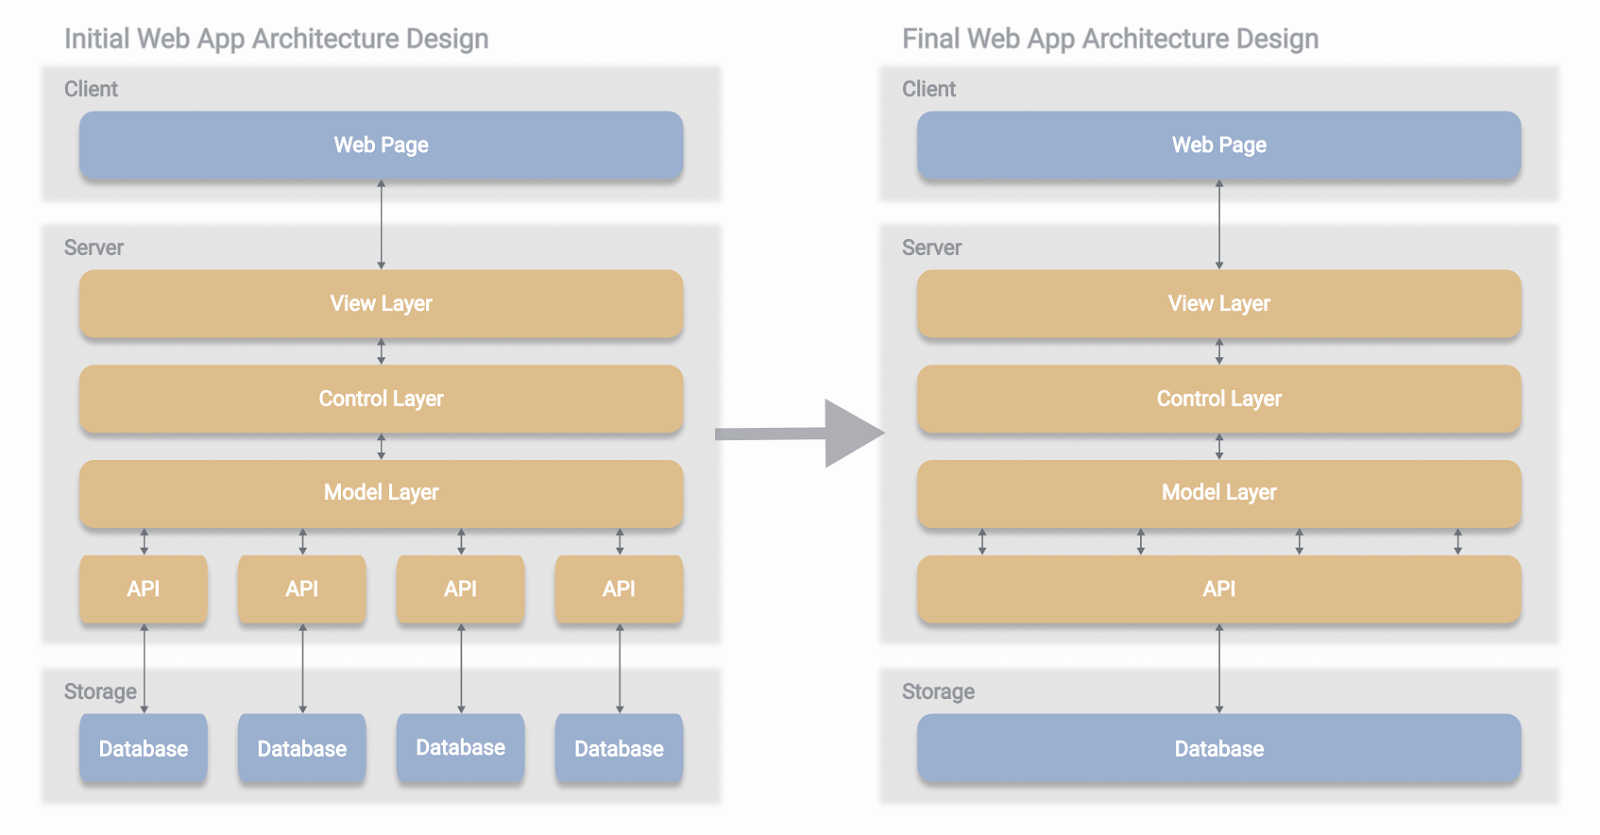 Initial Web App Architecture Design
Client
Web Page
Server
View Layer
Control Layer
Model Layer
API API API API
Storage
Database Database Database Database
Final Web App Architecture Design
Client
Web Page
Server
View Layer
Control Layer
Model Layer
API
Storage
Database